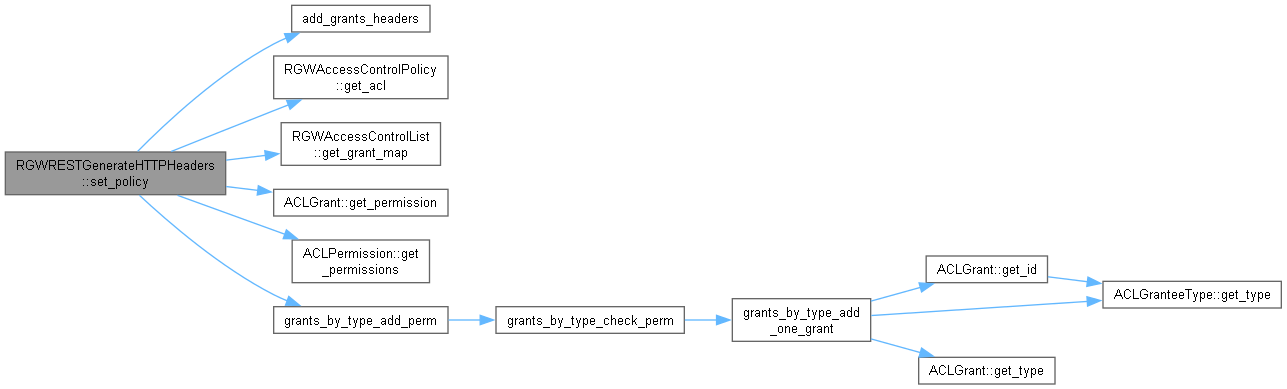 add_grants_headers
RGWAccessControlPolicy
::get_acl
RGWAccessControlList
::get_grant_map
RGWRESTGenerateHTTPHeaders
::set_policy
ACLGrant::get_permission
ACLPermission::get
_permissions
grants_by_type_add_perm
grants_by_type_check_perm
grants_by_type_add
_one_grant
ACLGrant::get_id
ACLGranteeType::get_type
ACLGrant::get_type